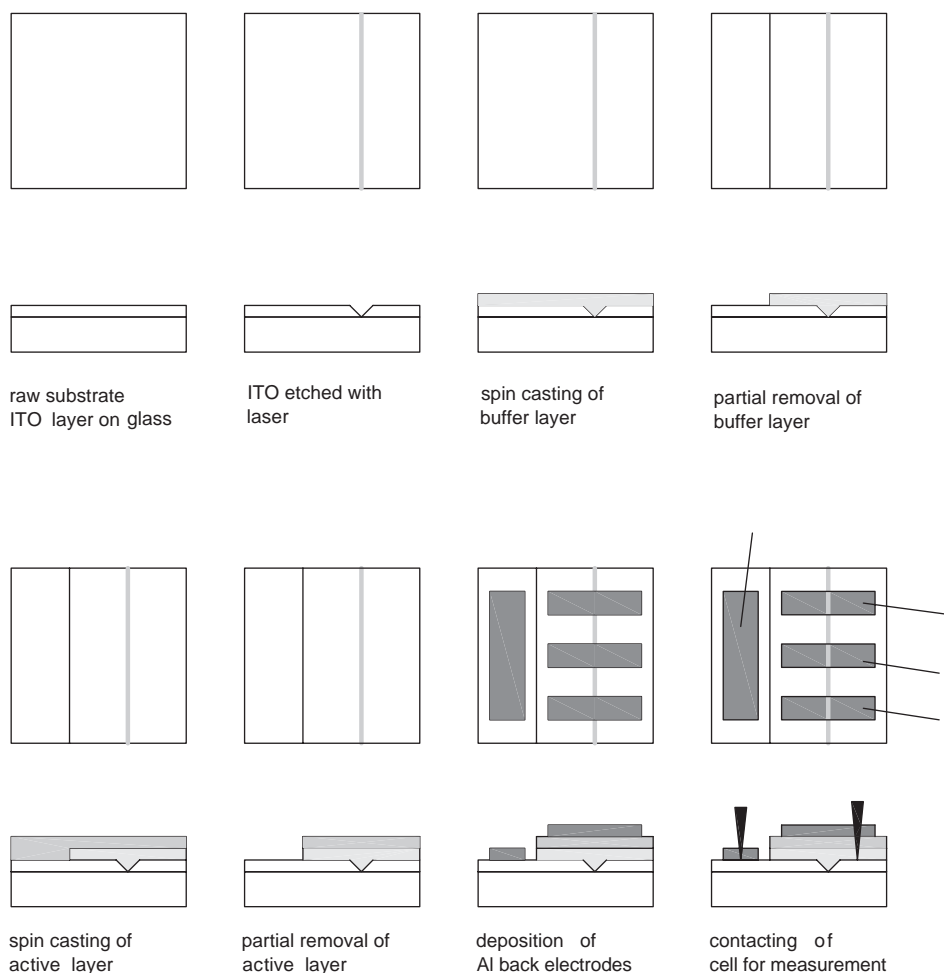 raw substrate
ITO layer on glass
ITO etched with
laser
spin casting of
buffer layer
partial removal of
buffer layer
spin casting of
active layer
partial removal of
active layer
deposition of
Al back electrodes
contacting of
cell for measurement